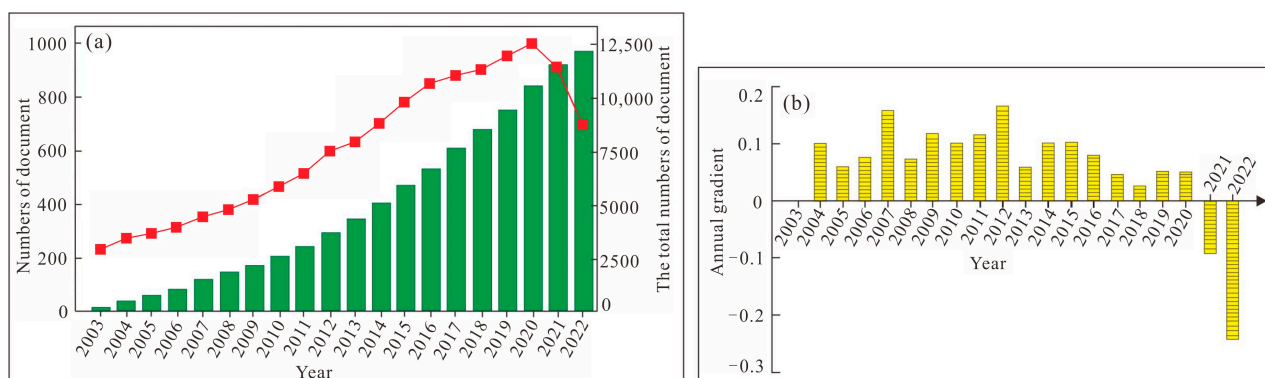 (a)
Numbers of document
1000
800
600
400
200
0
12,500
10,000
7500
5000
2500
0
The total numbers of document
2003 2004 2005 2006 2007 2008 2009 2010 2011 2012 2013 2014 2015 2016 2017 2018 2019 2020 2021 2022
Year
(b)
Annual gradient
0.2
0.1
0
−0.1
−0.2
−0.3
2003 2004 2005 2006 2007 2008 2009 2010 2011 2012 2013 2014 2015 2016 2017 2018 2019 2020 2021 2022
Year